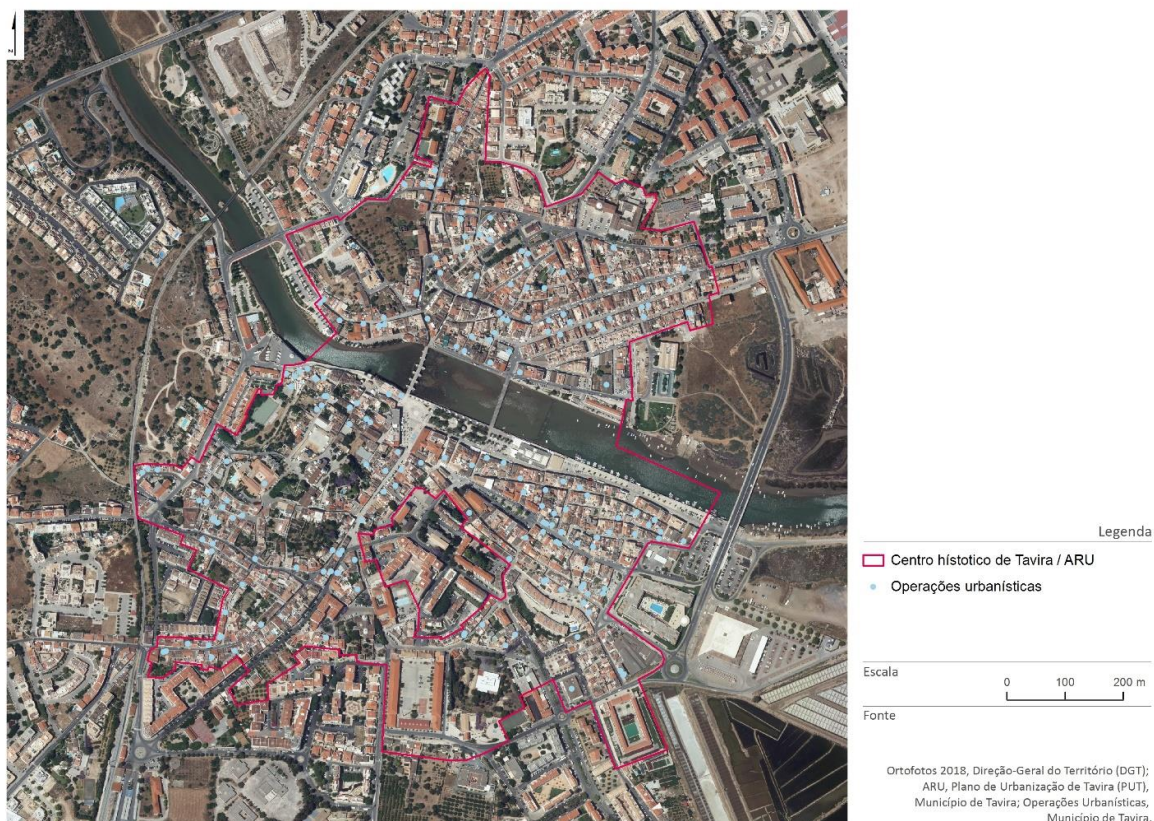 N
Legenda
Centro hístotico de Tavira / ARU
Operações urbanísticas
Escala
0 100 200 m
Fonte
Ortofotos 2018, Direção-Geral do Território (DGT);
ARU, Plano de Urbanização de Tavira (PUT),
Município de Tavira; Operações Urbanísticas,
Município de Tavira.